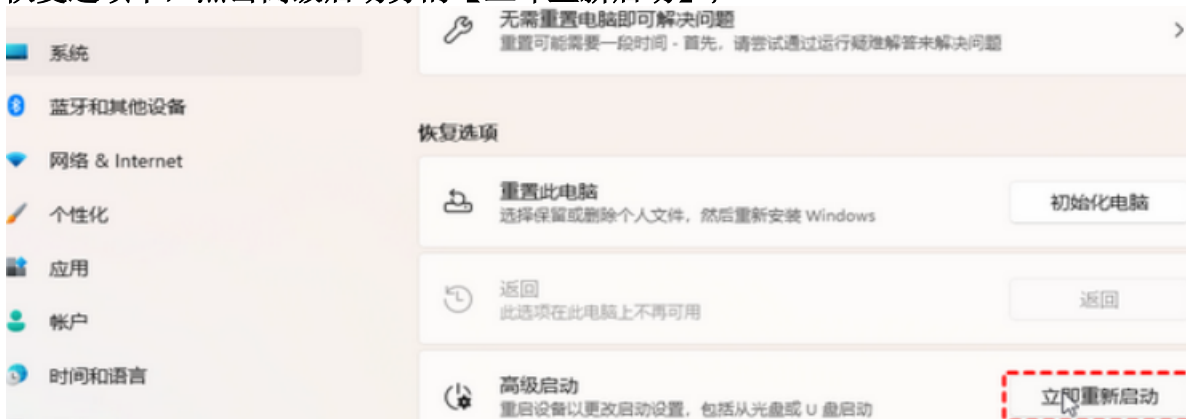 无需重置电脑即可解决问题
重置可能需要一段时间 - 首先，请尝试通过运行疑难解答来解决问题
系统
蓝牙和其他设备
恢复选项
网络 & Internet
重置此电脑
选择保留或删除个人文件，然后重新安装 Windows
初始化电脑
个性化
应用
返回
此选项在此电脑上不再可用
返回
帐户
时间和语言
高级启动
重启设备以更改启动设置，包括从光盘或 U 盘启动
立即重新启动